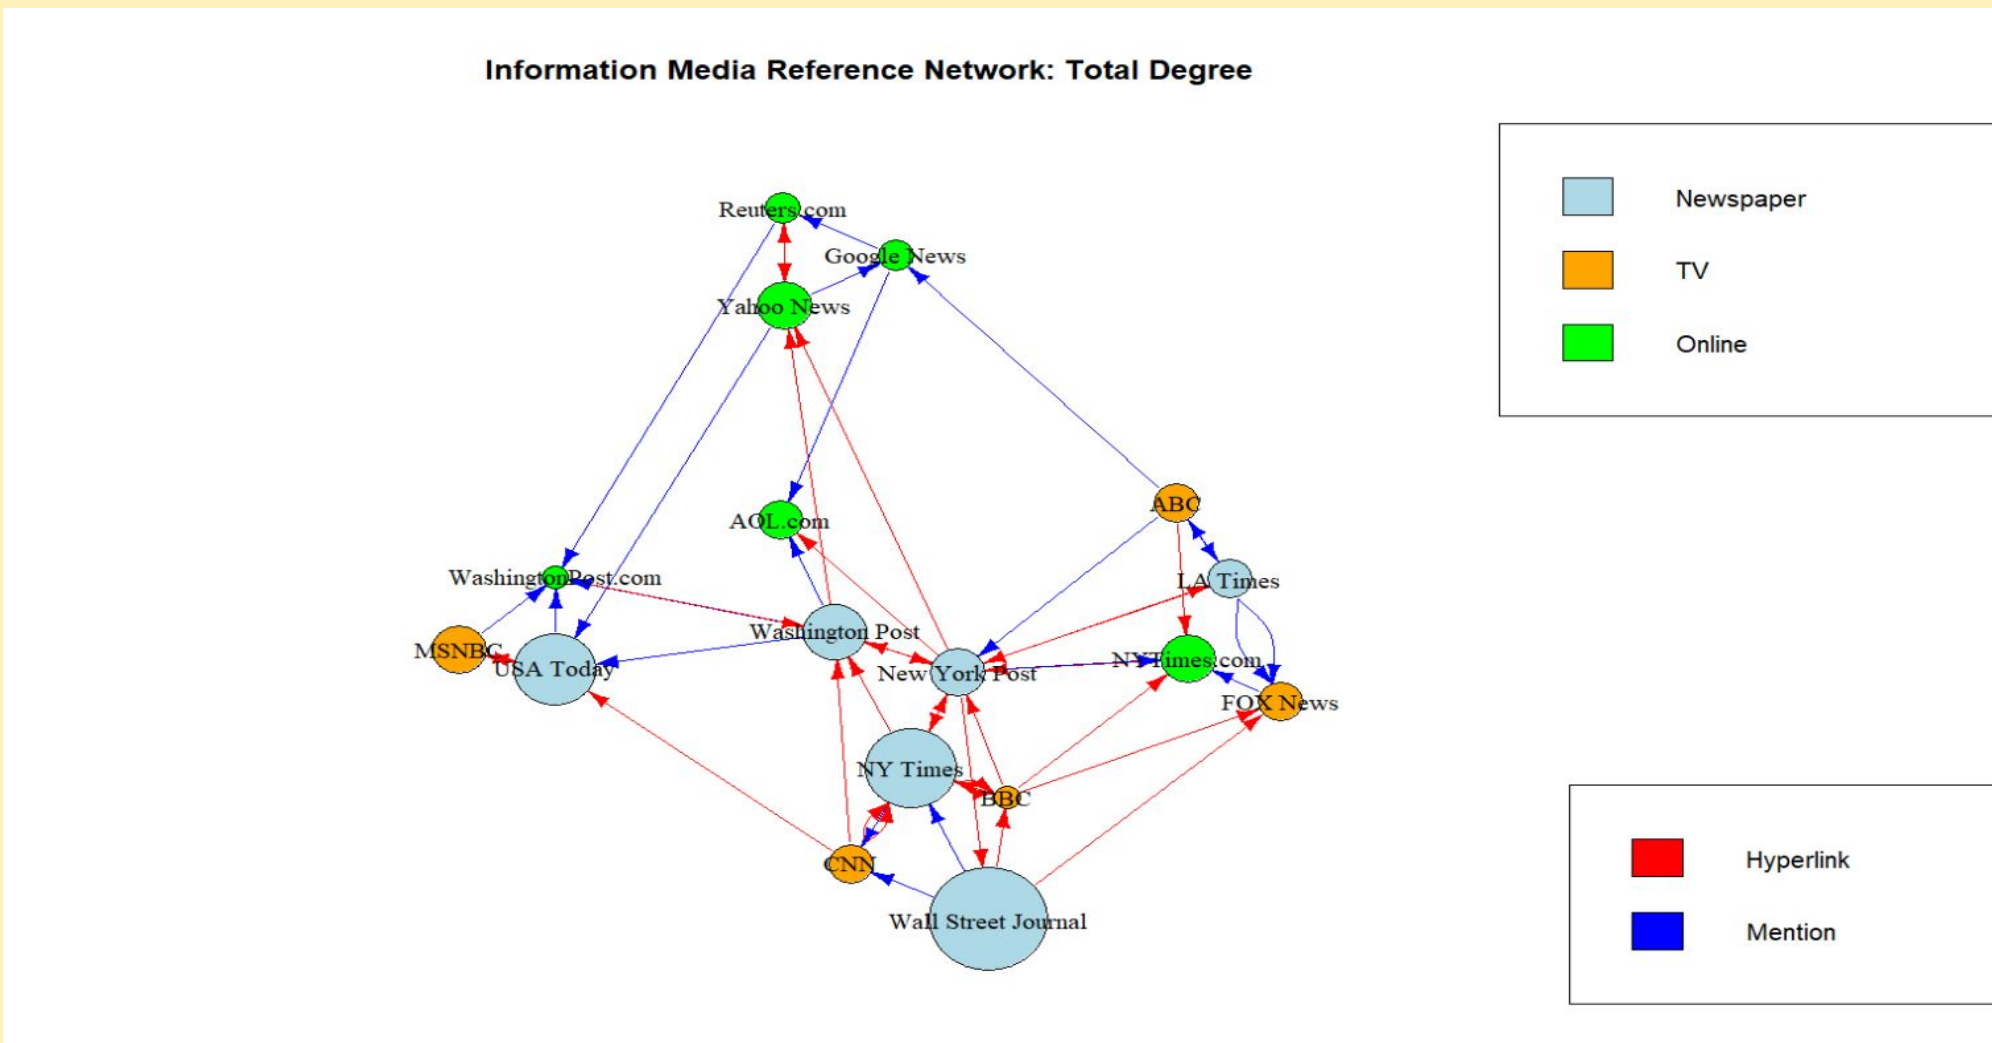 Information Media Reference Network: Total Degree
Newspaper
TV
Online
Reuters.com
Google News
Yahoo News
ABC
AOL.com
WashingtonPost.com
LA Times
Washington Post
MSNBC
USA Today
New York Post
NYTimes.com
FOX News
NY Times
BBC
CNN
Wall Street Journal
Hyperlink
Mention